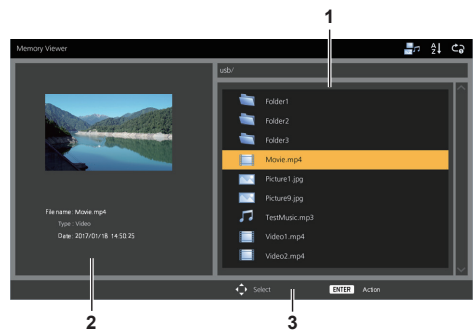 1
Memory Viewer
usb/
Folder1
Folder2
Folder3
Movie.mp4
Picture1.jpg
Picture9.jpg
TestMusic.mp3
Video1.mp4
Video2.mp4
File name : Movie.mp4
Type : Video
Date : 2017/01/18 14:50:25
Select
ENTER Action
2
3